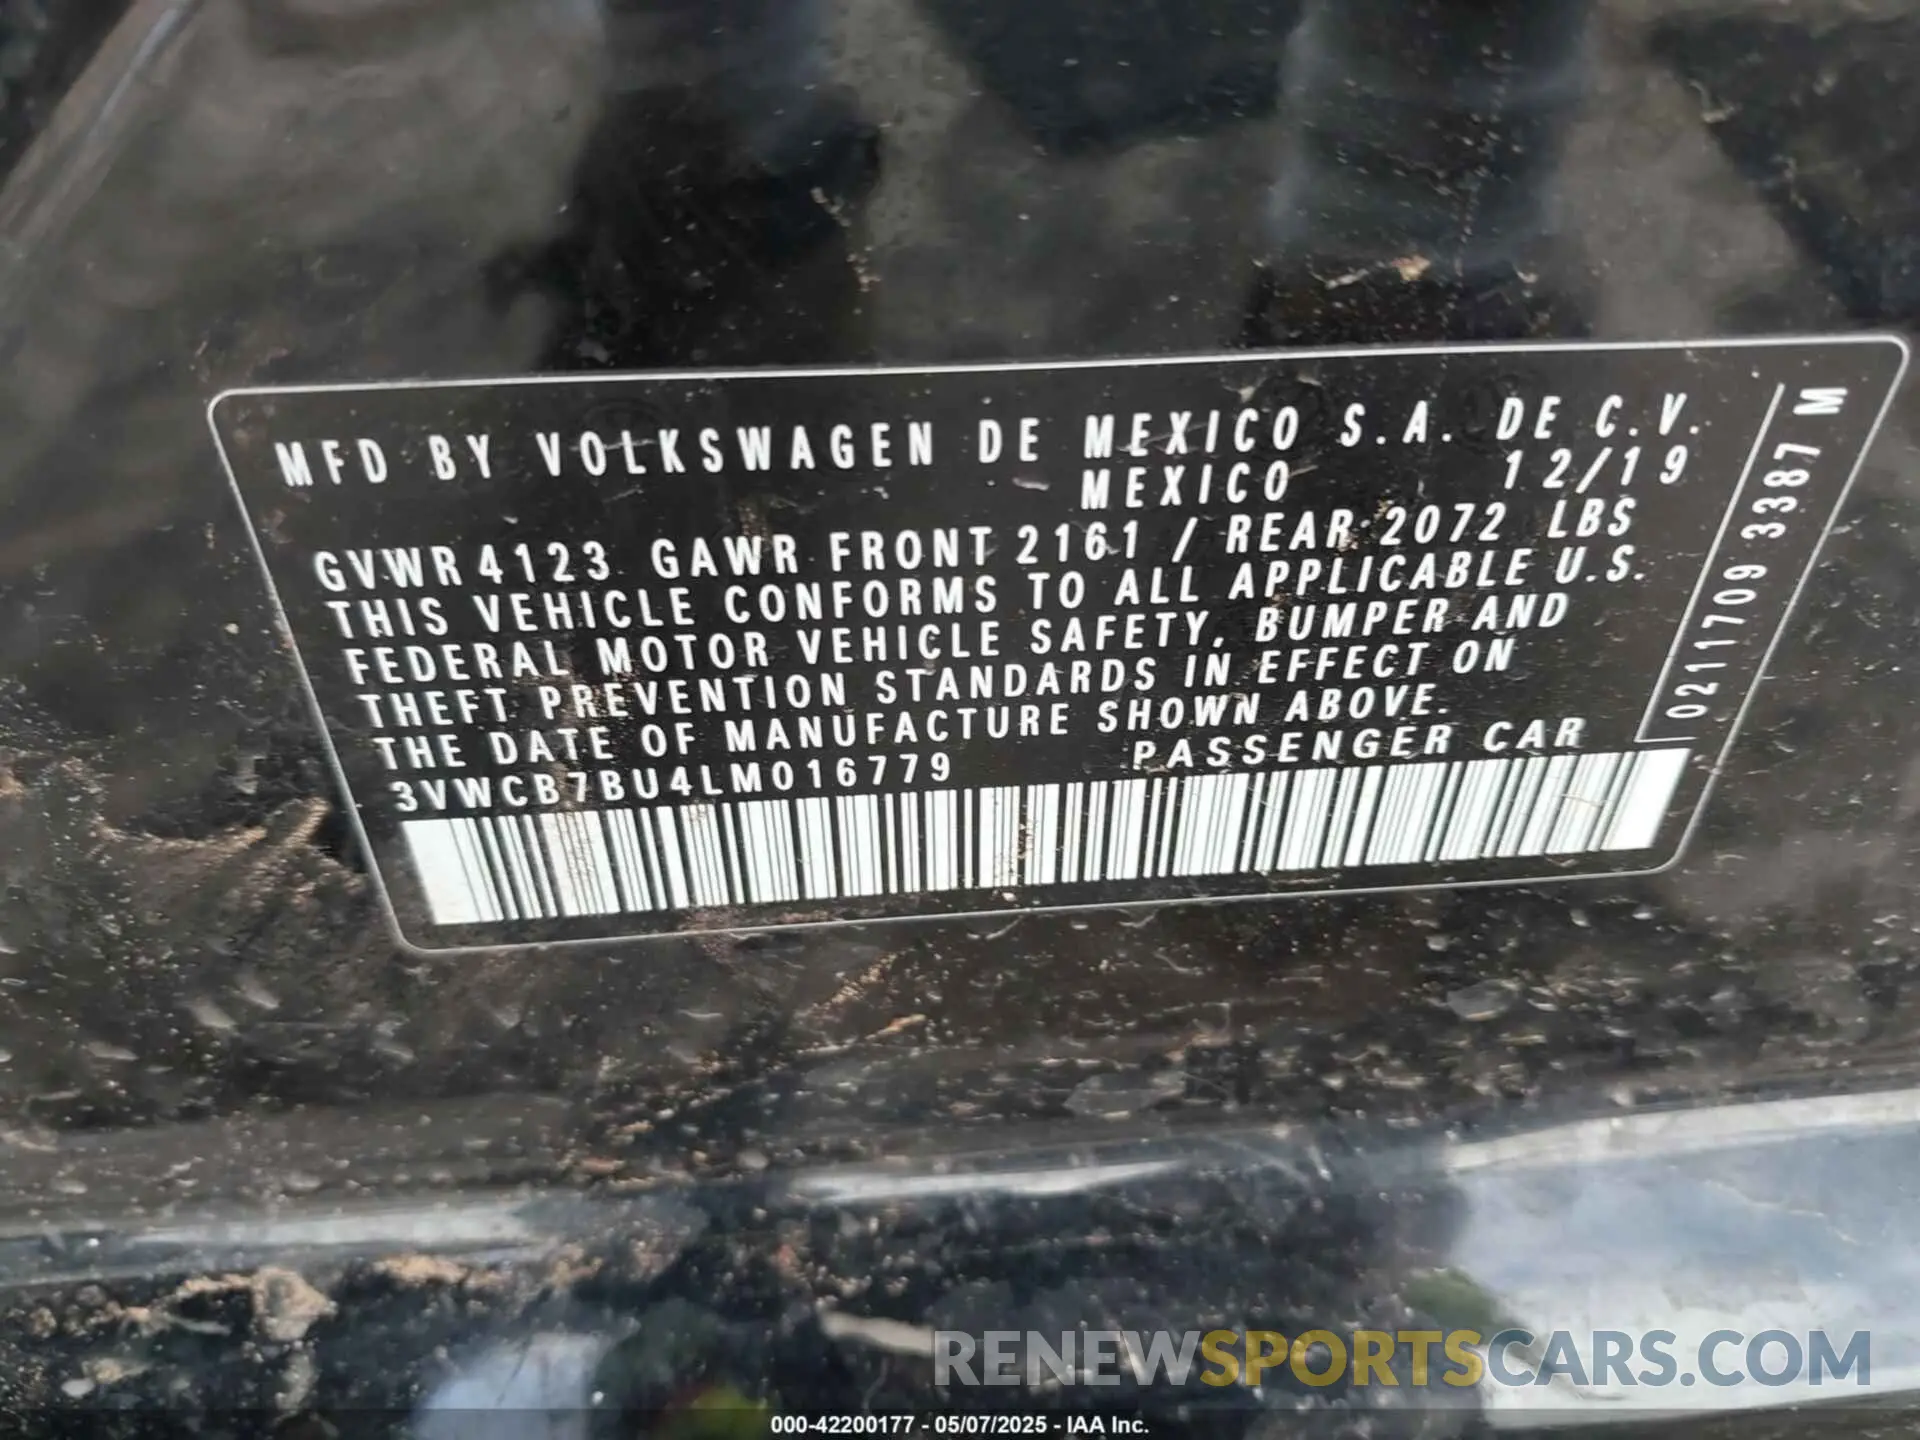 MFD BY VOLKSWAGEN DE MEXICO S.A. DE C.V.
MEXICO 12/19
GVWR 4123 GAWR FRONT 2161 / REAR 2072 LBS
THIS VEHICLE CONFORMS TO ALL APPLICABLE U.S.
FEDERAL MOTOR VEHICLE SAFETY, BUMPER AND
THEFT PREVENTION STANDARDS IN EFFECT ON
THE DATE OF MANUFACTURE SHOWN ABOVE.
3VWCB7BU4LM016779 PASSENGER CAR
0211709 3387 M
RENEWSPORTSCARS.COM
000-42200177 - 05/07/2025 - IAA Inc.